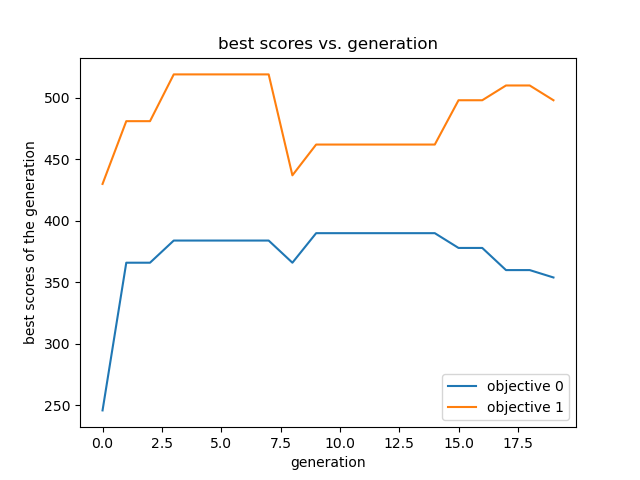 best scores vs. generation
best scores of the generation
500
450
400
350
300
250
objective 0
objective 1
0.0 2.5 5.0 7.5 10.0 12.5 15.0 17.5
generation